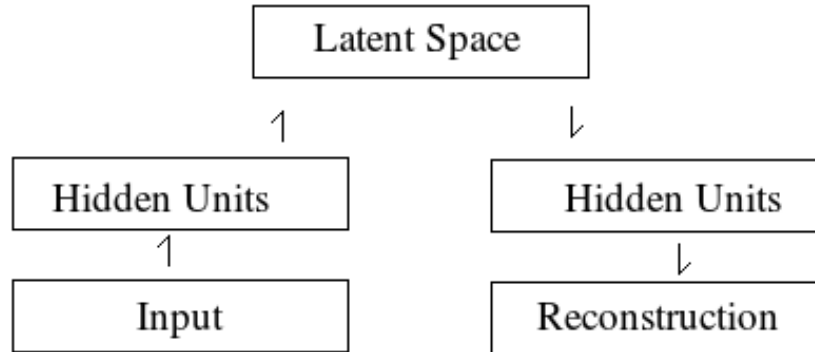 Latent Space
Hidden Units
Hidden Units
Input
Reconstruction